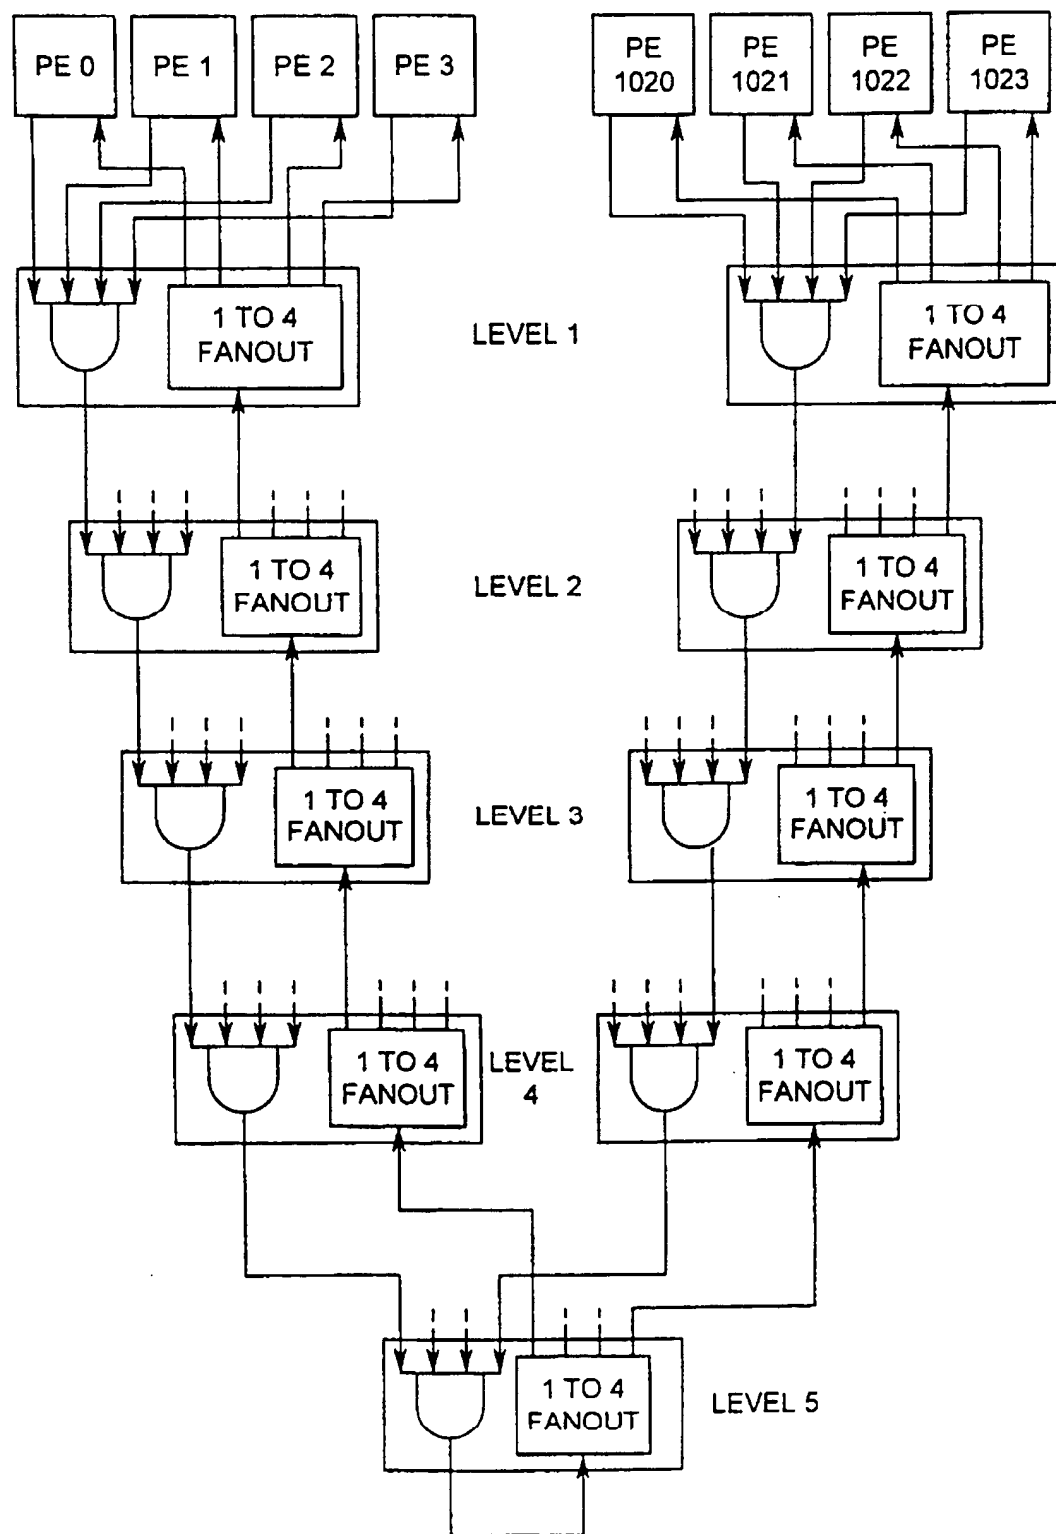 PE 0
PE 1
PE 2
PE 3
PE
1020
PE
1021
PE
1022
PE
1023
1 TO 4
FANOUT
LEVEL 1
1 TO 4
FANOUT
1 TO 4
FANOUT
LEVEL 2
1 TO 4
FANOUT
1 TO 4
FANOUT
LEVEL 3
1 TO 4
FANOUT
1 TO 4
FANOUT
LEVEL
4
1 TO 4
FANOUT
1 TO 4
FANOUT
LEVEL 5